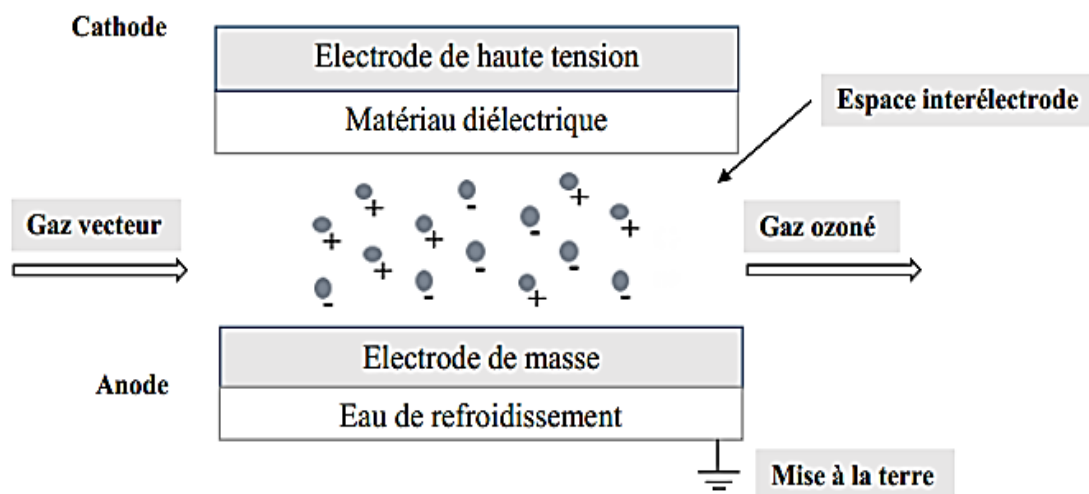 Cathode
Electrode de haute tension
Matériau diélectrique
Espace interélectrode
Gaz vecteur
+
+
-
+
+
-
+
-
-
+
-
-
-
+
-
Gaz ozoné
Electrode de masse
Anode
Eau de refroidissement
Mise à la terre